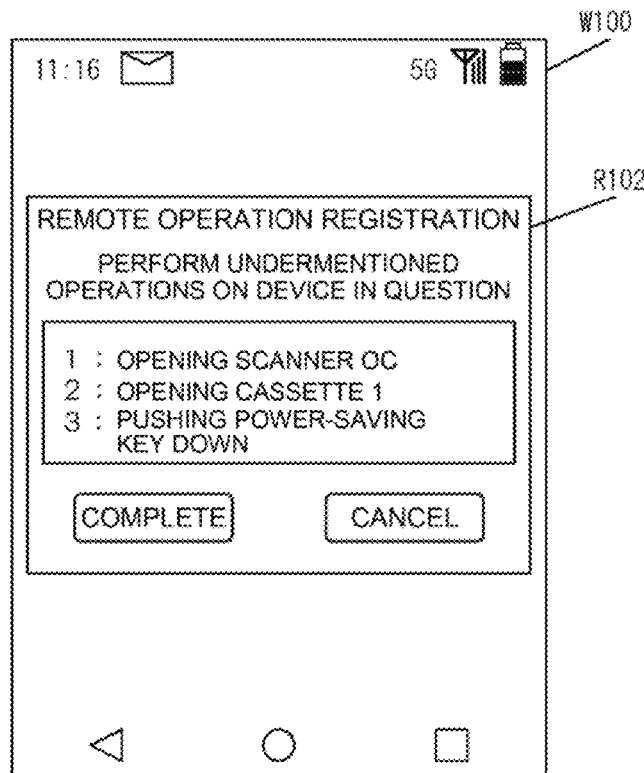 W100
11:16 5G
R102
REMOTE OPERATION REGISTRATION
PERFORM UNDERMENTIONED
OPERATIONS ON DEVICE IN QUESTION
1 : OPENING SCANNER OC
2 : OPENING CASSETTE 1
3 : PUSHING POWER-SAVING
KEY DOWN
COMPLETE CANCEL